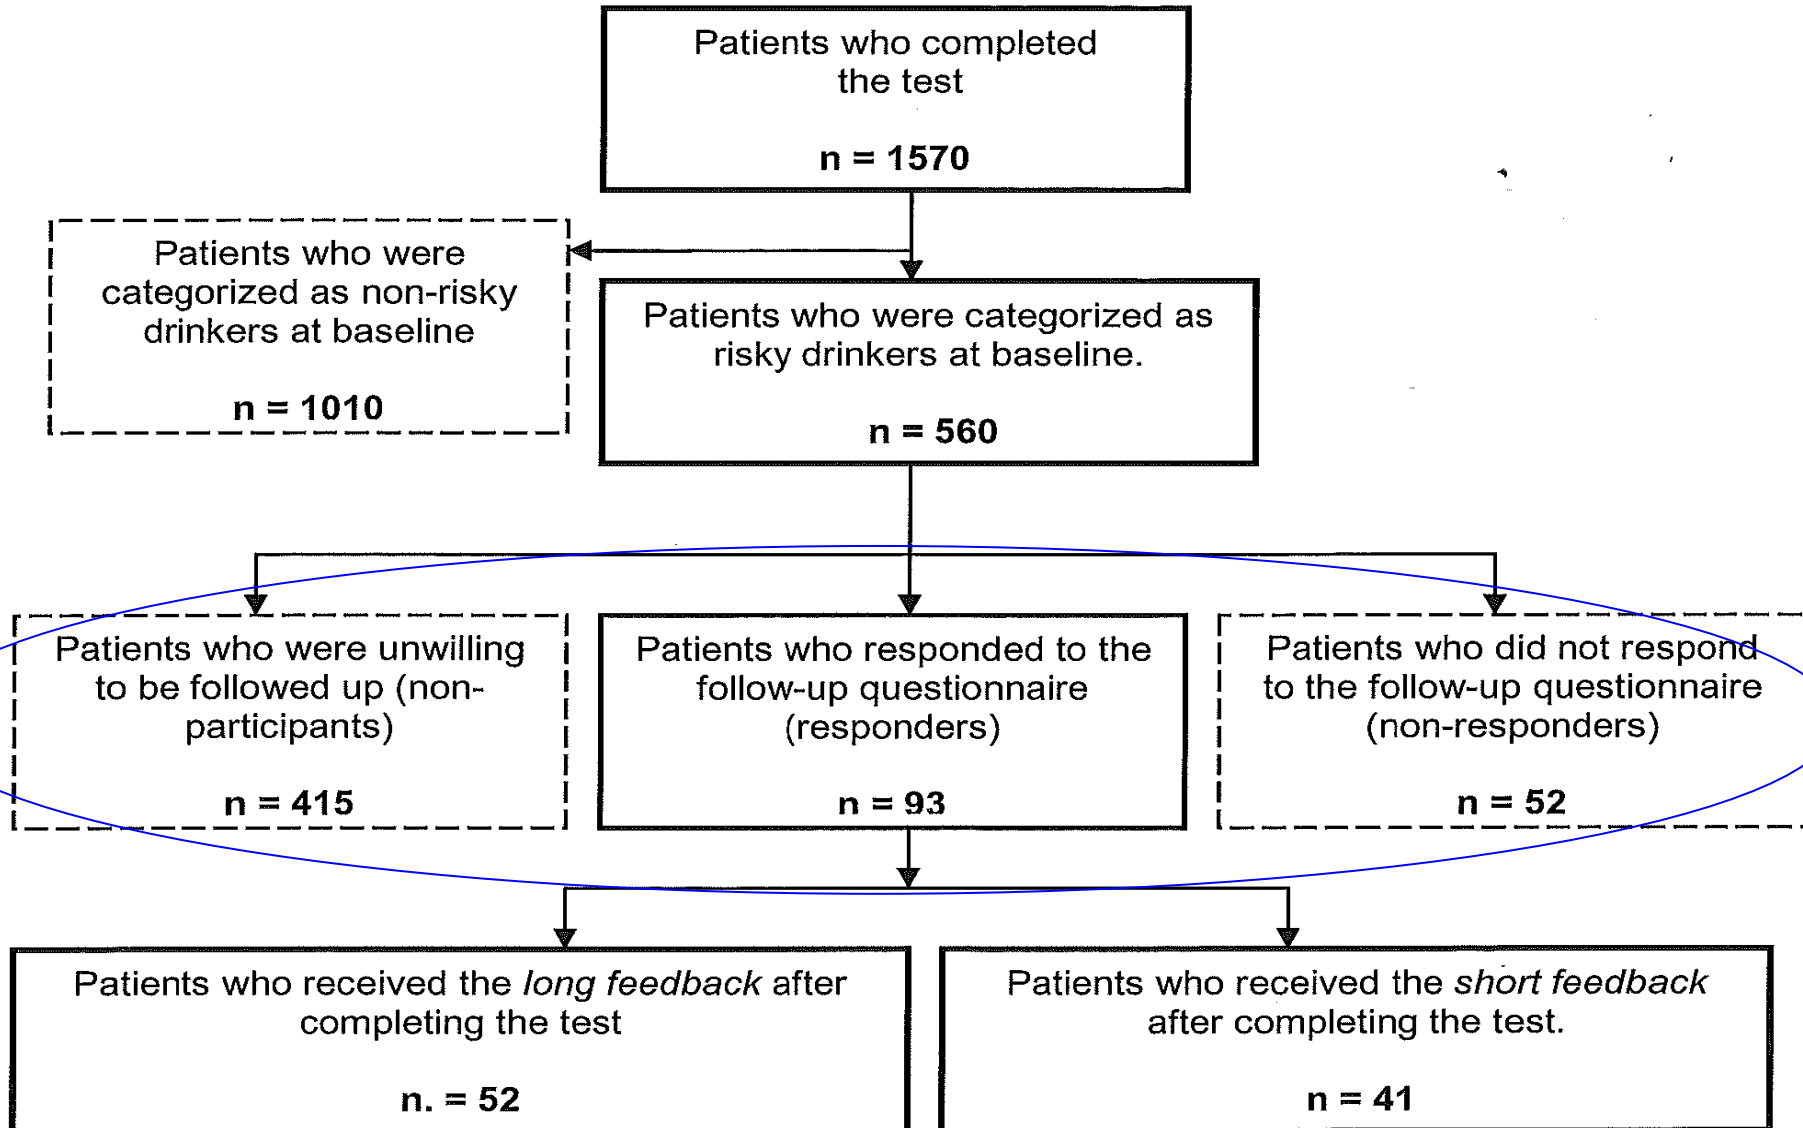 Patients who completed
the test
n = 1570
Patients who were
categorized as non-risky
drinkers at baseline
n = 1010
Patients who were categorized as
risky drinkers at baseline.
n = 560
Patients who were unwilling
to be followed up (non-
participants)
n = 415
Patients who responded to the
follow-up questionnaire
(responders)
n = 93
Patients who did not respond
to the follow-up questionnaire
(non-responders)
n = 52
Patients who received the long feedback after
completing the test
n. = 52
Patients who received the short feedback
after completing the test.
n = 41